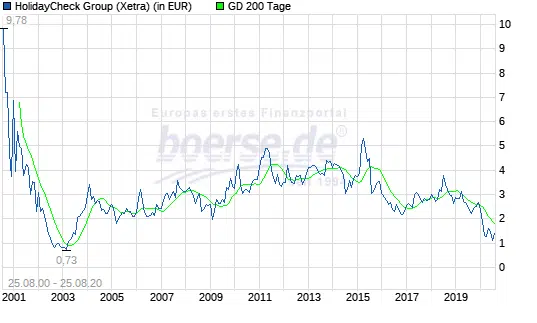 HolidayCheck Group (Xetra) (in EUR) GD 200 Tage
9,78
10
9
8
7
6
5
4
3
2
1
0
Europas erstes Finanzportal
boerse.de®
0,73
25.08.00 - 25.08.20
2001 2003 2005 2007 2009 2011 2013 2015 2017 2019